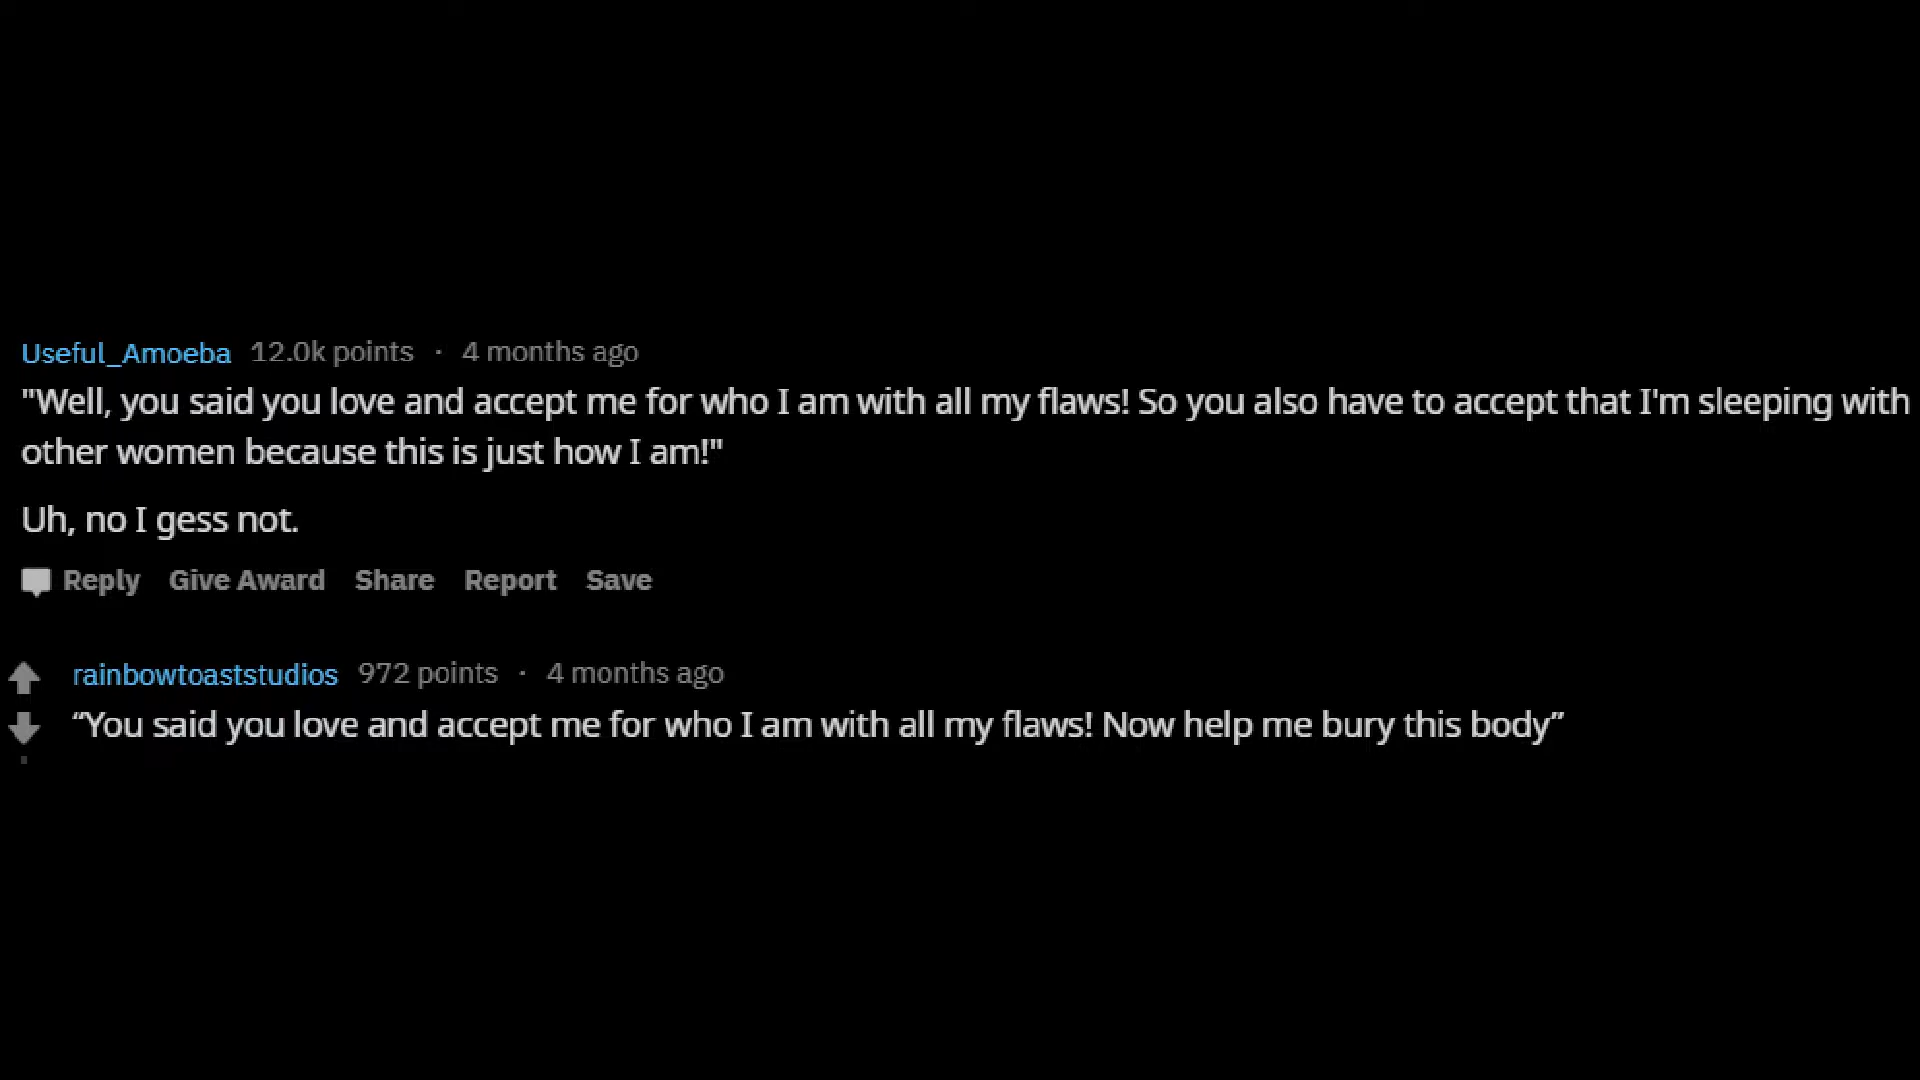 Useful_Amoeba 12.0k points · 4 months ago
"Well, you said you love and accept me for who I am with all my flaws! So you also have to accept that I'm sleeping with
other women because this is just how I am!"
Uh, no I gess not.
Reply Give Award Share Report Save
rainbowtoaststudios 972 points · 4 months ago
“You said you love and accept me for who I am with all my flaws! Now help me bury this body”